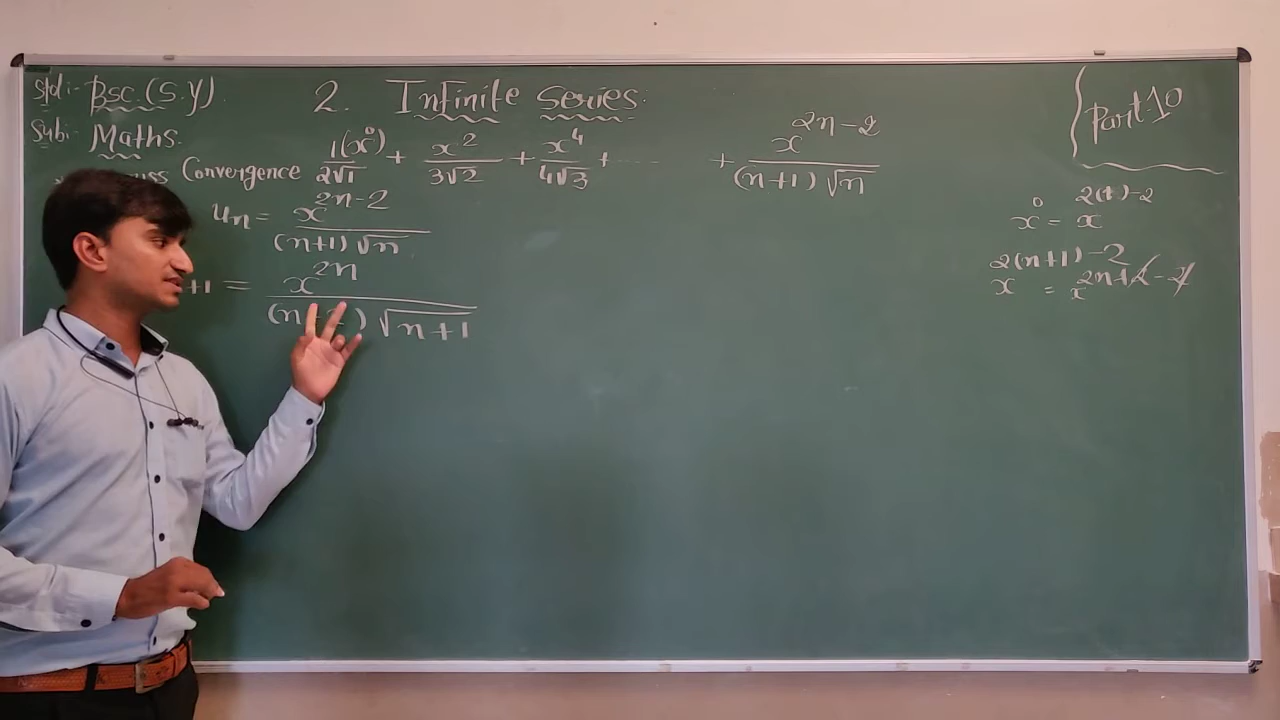 Std:- Bsc.(S.Y)
2. Infinite Series.
Part 10
Sub:- Maths.
Convergence 1(x⁰)/2√1 + x²/3√2 + x⁴/4√3 + ...... + x^(2n-2)/(n+1)√n
uₙ = x^(2n-2)/(n+1)√n
+1 = x^(2n)/(n+2)√n+1
x⁰ = x^(2(1)-2)
x^(2(n+1)-2) = x^(2n+2-2)